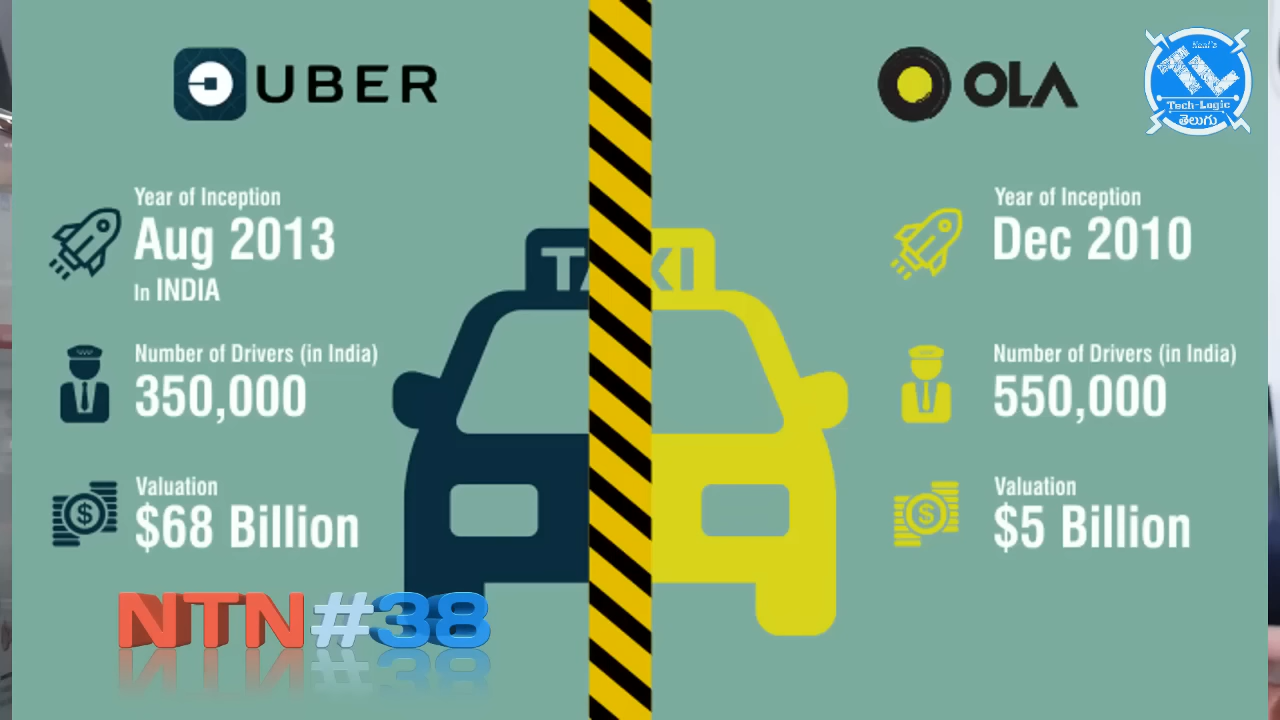 UBER
Year of Inception
Aug 2013
In INDIA
Number of Drivers (in India)
350,000
Valuation
$68 Billion
TAXI
OLA
Year of Inception
Dec 2010
Number of Drivers (in India)
550,000
Valuation
$5 Billion
TL
Tech-Logic
తెలుగు
NTN#38